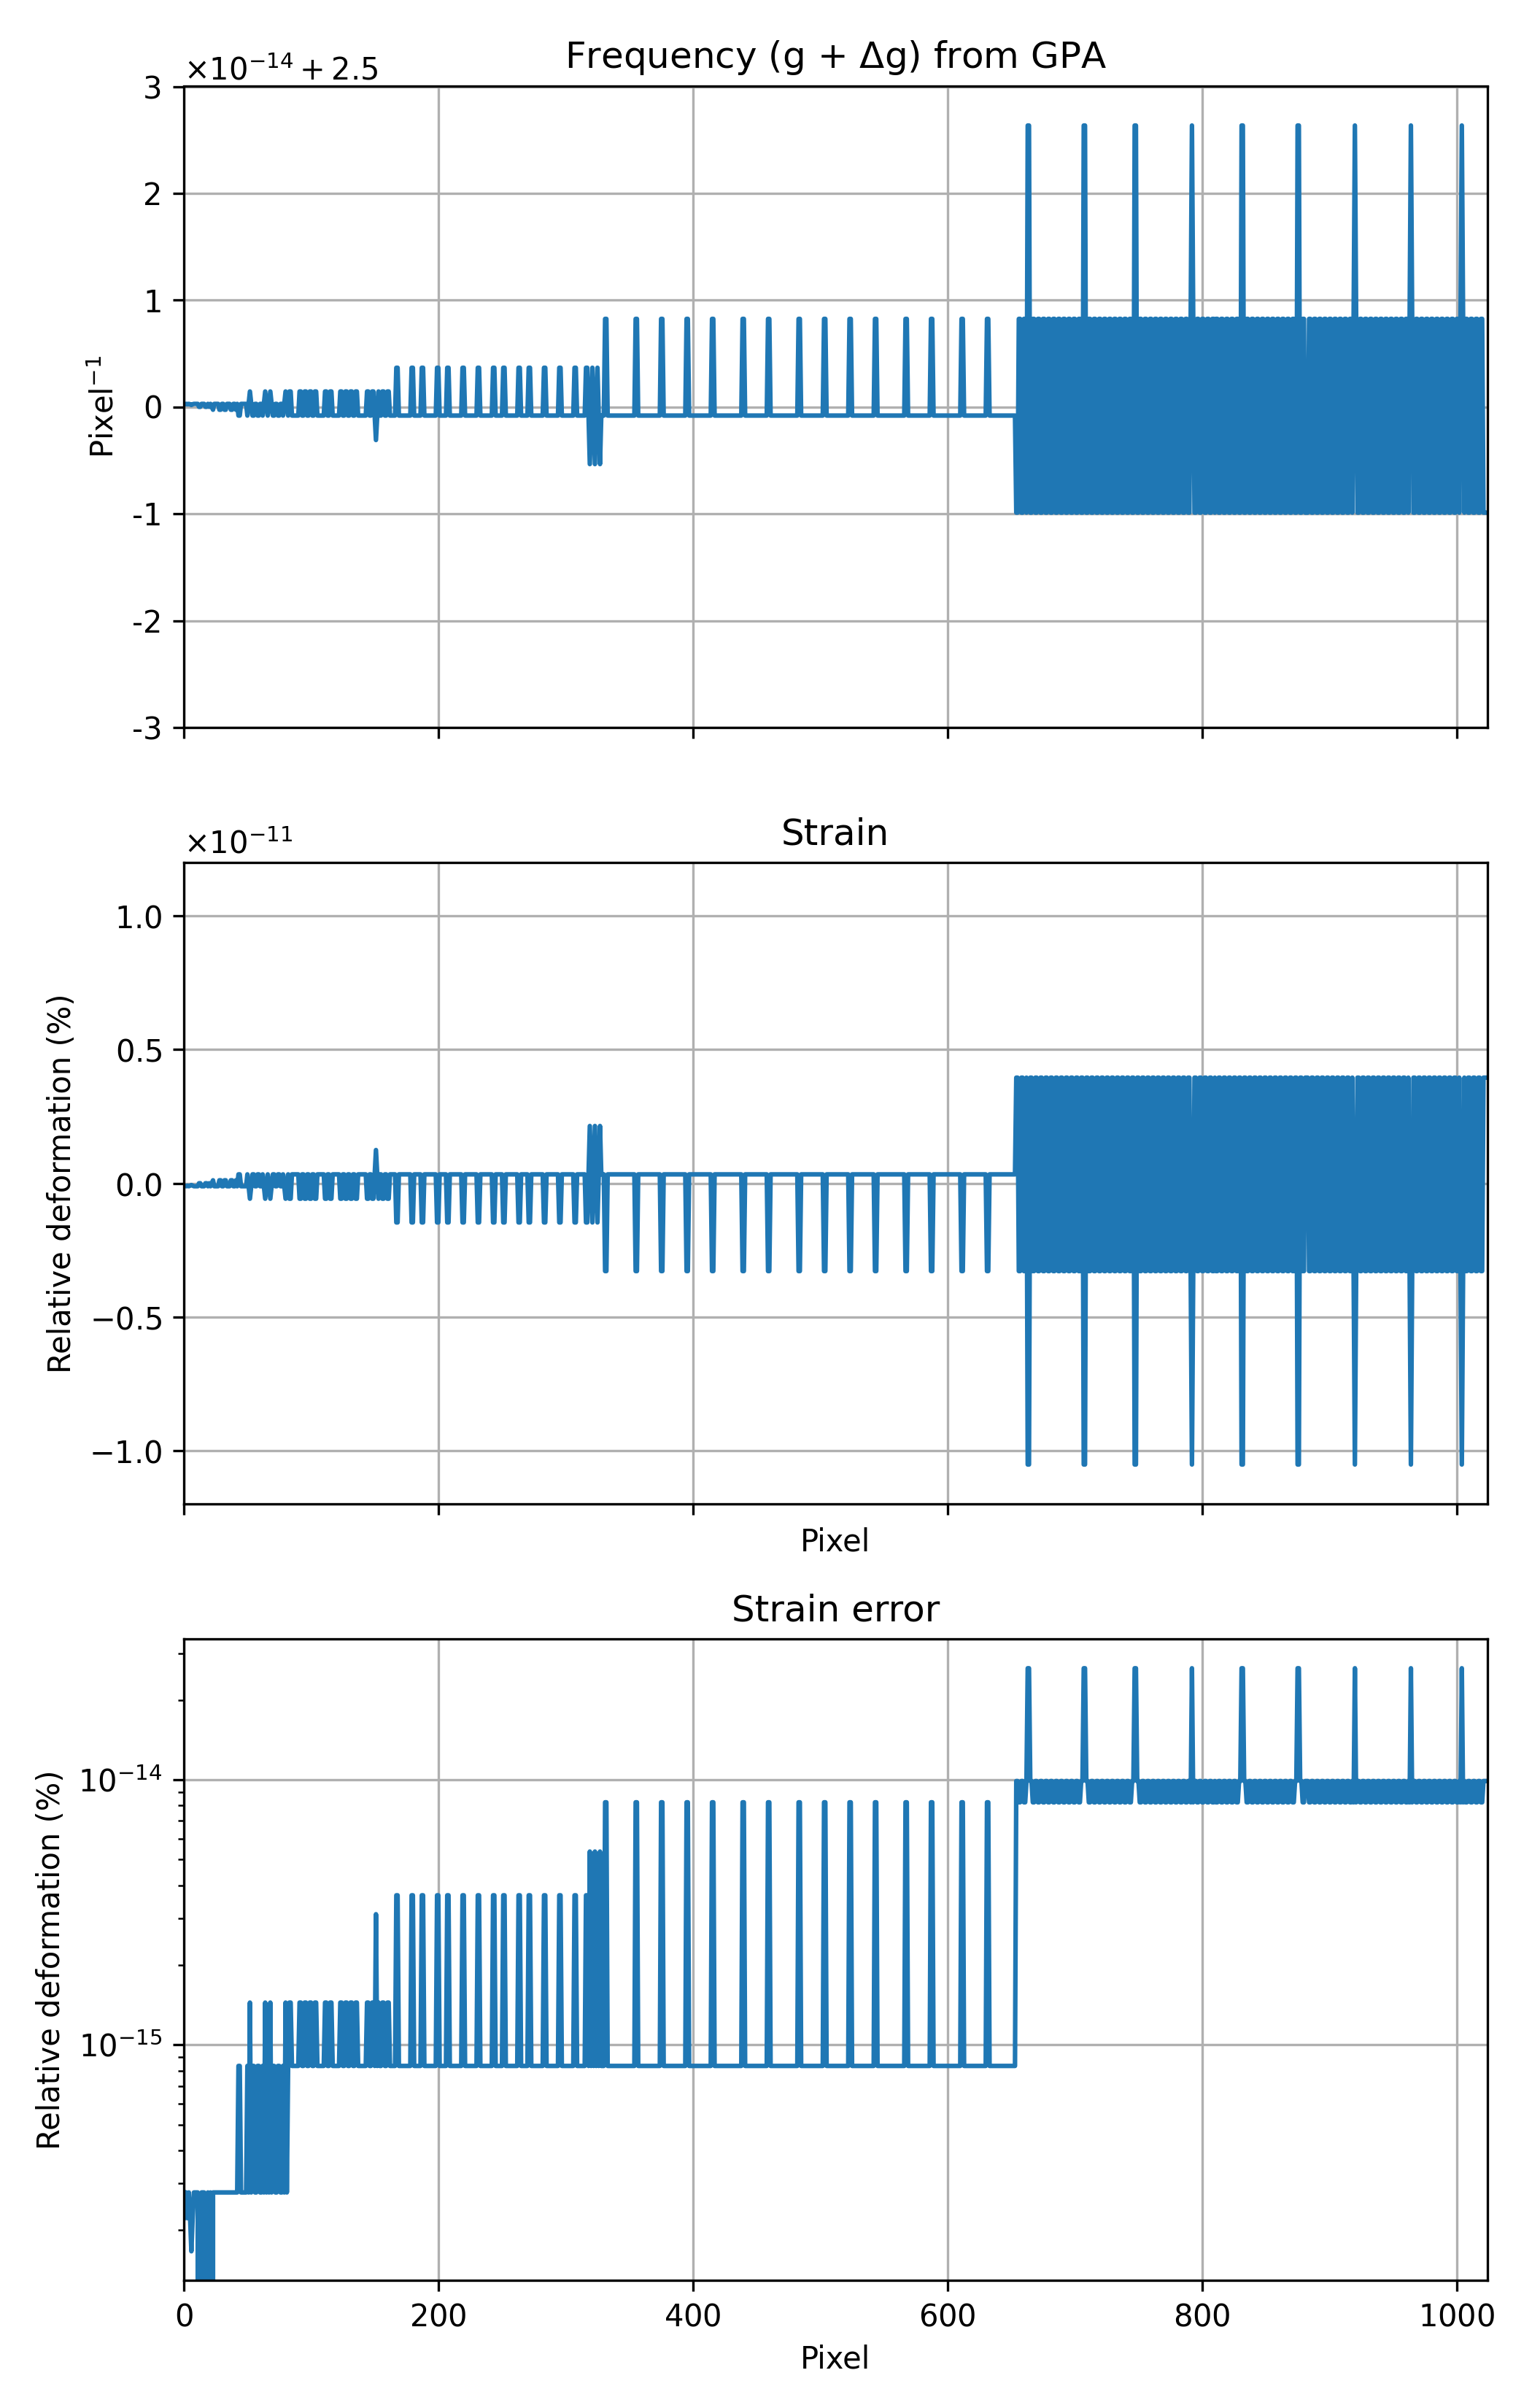 Frequency (g + Δg) from GPA
×10⁻¹⁴ + 2.5
3
2
1
0
-1
-2
-3
Pixel⁻¹
Strain
×10⁻¹¹
1.0
0.5
0.0
−0.5
−1.0
Relative deformation (%)
Pixel
Strain error
10⁻¹⁴
10⁻¹⁵
Relative deformation (%)
0 200 400 600 800 1000
Pixel